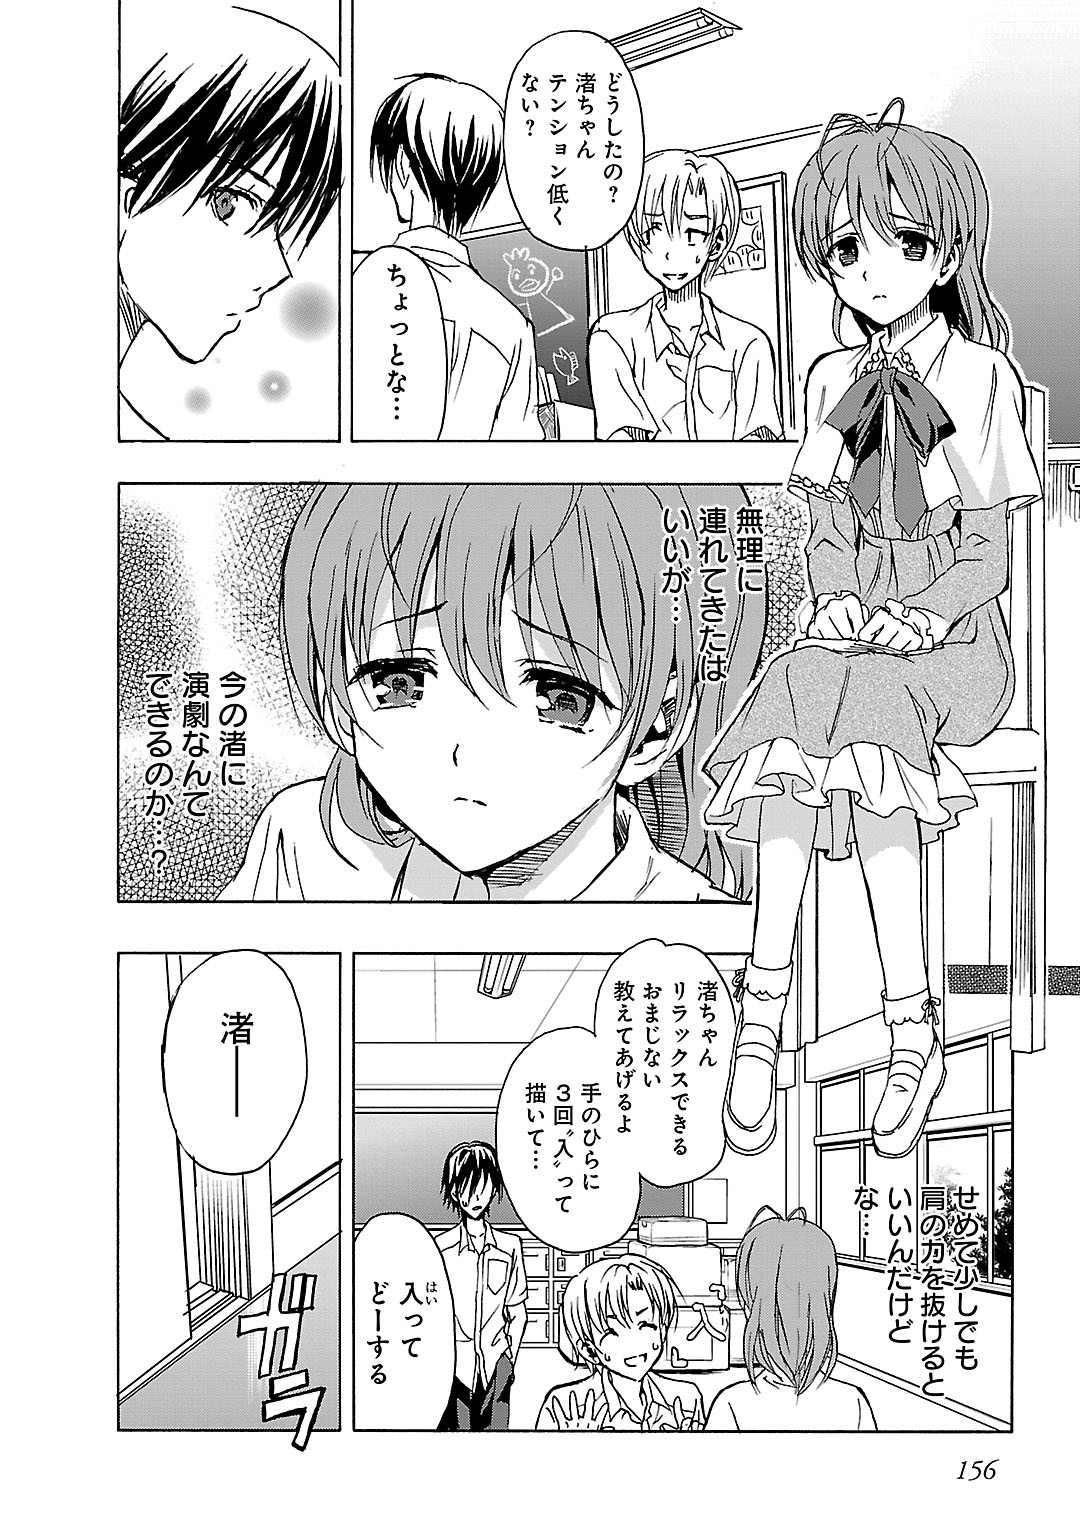 どうしたの?
渚ちゃん
テンション低く
ない?
ちょっとな…
無理に
連れてきたは
いいが…
今の渚に
演劇なんて
できるのか…?
せめて少しでも
肩の力を抜けると
いいんだけど
な…
渚ちゃん
リラックスできる
おまじない
教えてあげるよ
手のひらに
3回〝入〟って
描いて…
入
入って
はい
どーする
渚ー
ガラ
156